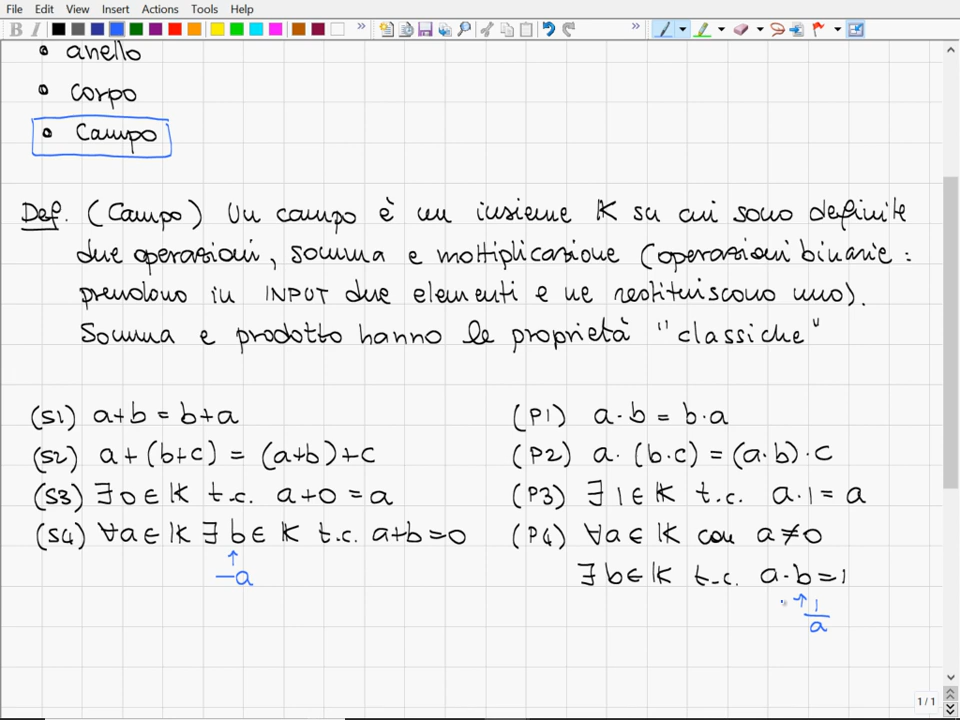 File Edit View Insert Actions Tools Help
B I
• anello
• corpo
• Campo
Def. (Campo) Un campo è un insieme K su cui sono definite
due operazioni, somma e moltiplicazione (operazioni binarie:
prendono in INPUT due elementi e ne restituiscono uno).
Somma e prodotto hanno le proprietà "classiche"
(S1) a+b = b+a
(S2) a + (b+c) = (a+b)+c
(S3) ∃ 0 ∈ K t.c. a+0 = a
(S4) ∀a ∈ K ∃ b ∈ K t.c. a+b=0
↑
-a
(P1) a·b = b·a
(P2) a·(b·c) = (a·b)·c
(P3) ∃ 1 ∈ K t.c. a·1 = a
(P4) ∀a ∈ K con a≠0
∃ b ∈ K t.c. a·b=1
↑ 1/a
1 / 1